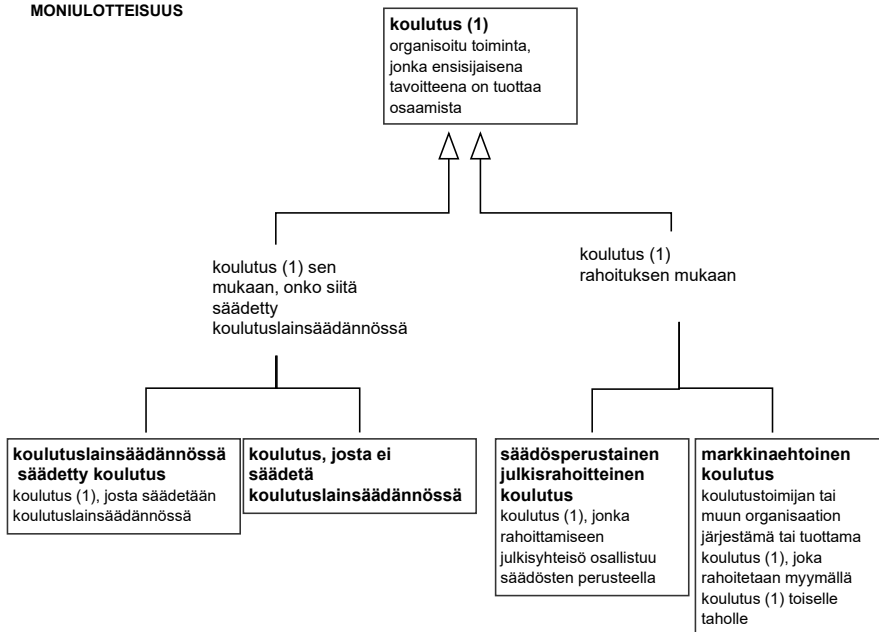 MONIULOTTEISUUS
koulutus (1)
organisoitu toiminta,
jonka ensisijaisena
tavoitteena on tuottaa
osaamista
koulutus (1) sen
mukaan, onko siitä
säädetty
koulutuslainsäädännössä
koulutus (1)
rahoituksen mukaan
koulutuslainsäädännössä
säädetty koulutus
koulutus (1), josta säädetään
koulutuslainsäädännössä
koulutus, josta ei
säädetä
koulutuslainsäädännössä
säädösperustainen
julkisrahoitteinen
koulutus
koulutus (1), jonka
rahoittamiseen
julkisyhteisö osallistuu
säädösten perusteella
markkinaehtoinen
koulutus
koulutustoimijan tai
muun organisaation
järjestämä tai tuottama
koulutus (1), joka
rahoitetaan myymällä
koulutus (1) toiselle
taholle